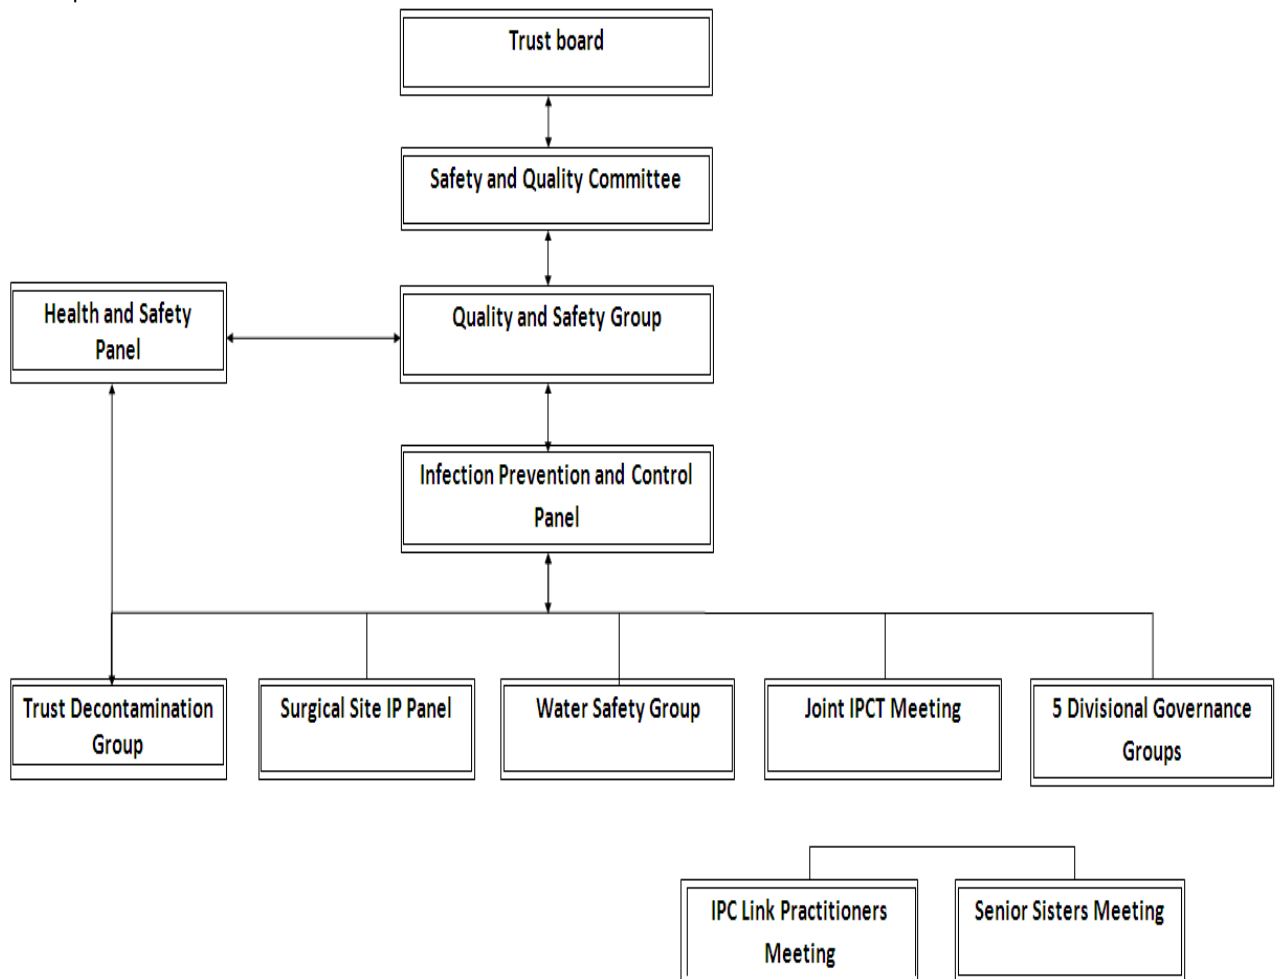 Trust board
Safety and Quality Committee
Health and Safety
Panel
Quality and Safety Group
Infection Prevention and Control
Panel
Trust Decontamination
Group
Surgical Site IP Panel
Water Safety Group
Joint IPCT Meeting
5 Divisional Governance
Groups
IPC Link Practitioners
Meeting
Senior Sisters Meeting